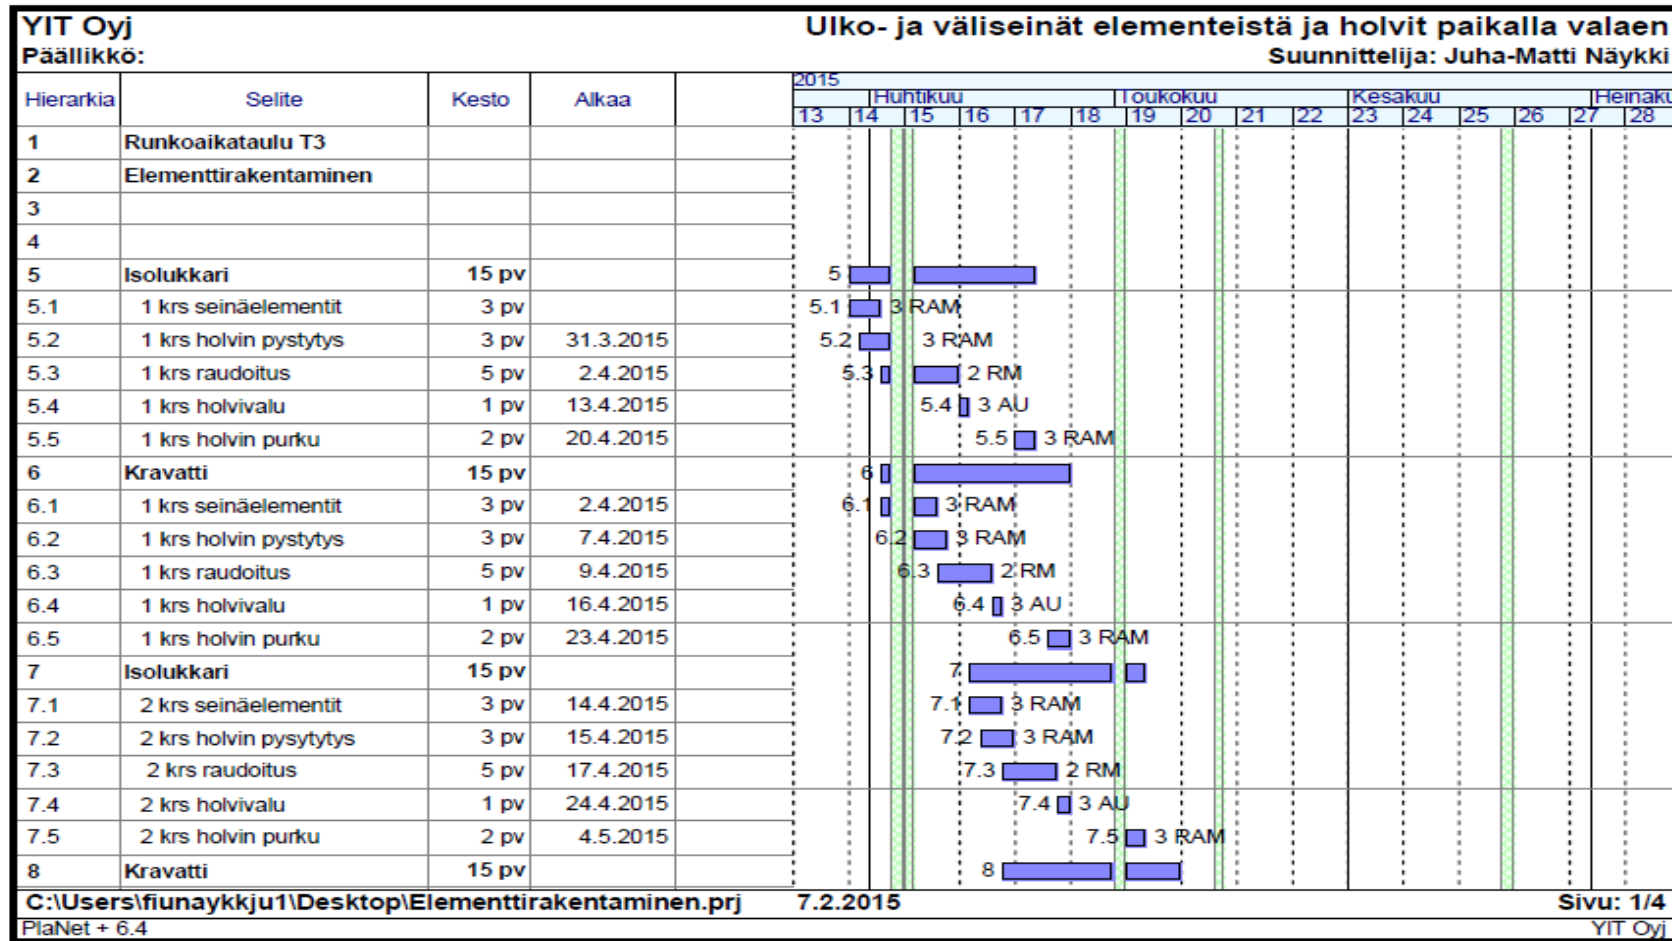 YIT Oyj Ulko- ja väliseinät elementeistä ja holvit paikalla valaen
Päällikkö: Suunnittelija: Juha-Matti Näykki
2015
Hierarkia Selite Kesto Alkaa Huhtikuu Toukokuu Kesakuu Heinaku
13 14 15 16 17 18 19 20 21 22 23 24 25 26 27 28
1 Runkoaikataulu T3
2 Elementtirakentaminen
3
4
5 Isolukkari 15 pv 5
5.1 1 krs seinäelementit 3 pv 5.1 3 RAM
5.2 1 krs holvin pystytys 3 pv 31.3.2015 5.2 3 RAM
5.3 1 krs raudoitus 5 pv 2.4.2015 5.3 2 RM
5.4 1 krs holvivalu 1 pv 13.4.2015 5.4 3 AU
5.5 1 krs holvin purku 2 pv 20.4.2015 5.5 3 RAM
6 Kravatti 15 pv 6
6.1 1 krs seinäelementit 3 pv 2.4.2015 6.1 3 RAM
6.2 1 krs holvin pystytys 3 pv 7.4.2015 6.2 3 RAM
6.3 1 krs raudoitus 5 pv 9.4.2015 6.3 2 RM
6.4 1 krs holvivalu 1 pv 16.4.2015 6.4 3 AU
6.5 1 krs holvin purku 2 pv 23.4.2015 6.5 3 RAM
7 Isolukkari 15 pv 7
7.1 2 krs seinäelementit 3 pv 14.4.2015 7.1 3 RAM
7.2 2 krs holvin pysytytys 3 pv 15.4.2015 7.2 3 RAM
7.3 2 krs raudoitus 5 pv 17.4.2015 7.3 2 RM
7.4 2 krs holvivalu 1 pv 24.4.2015 7.4 3 AU
7.5 2 krs holvin purku 2 pv 4.5.2015 7.5 3 RAM
8 Kravatti 15 pv 8
C:\Users\fiunaykkju1\Desktop\Elementtirakentaminen.prj 7.2.2015 Sivu: 1/4
PlaNet + 6.4 YIT Oyj